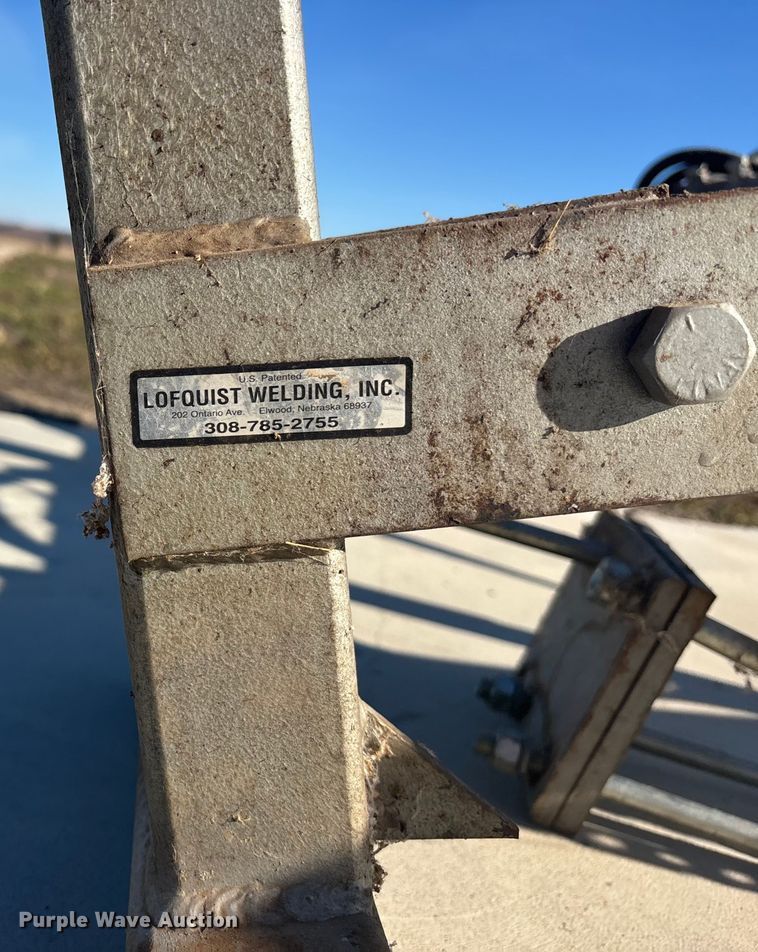 U.S. Patented
LOFQUIST WELDING, INC.
202 Ontario Ave. Elwood, Nebraska 68937
308-785-2755
Purple Wave Auction